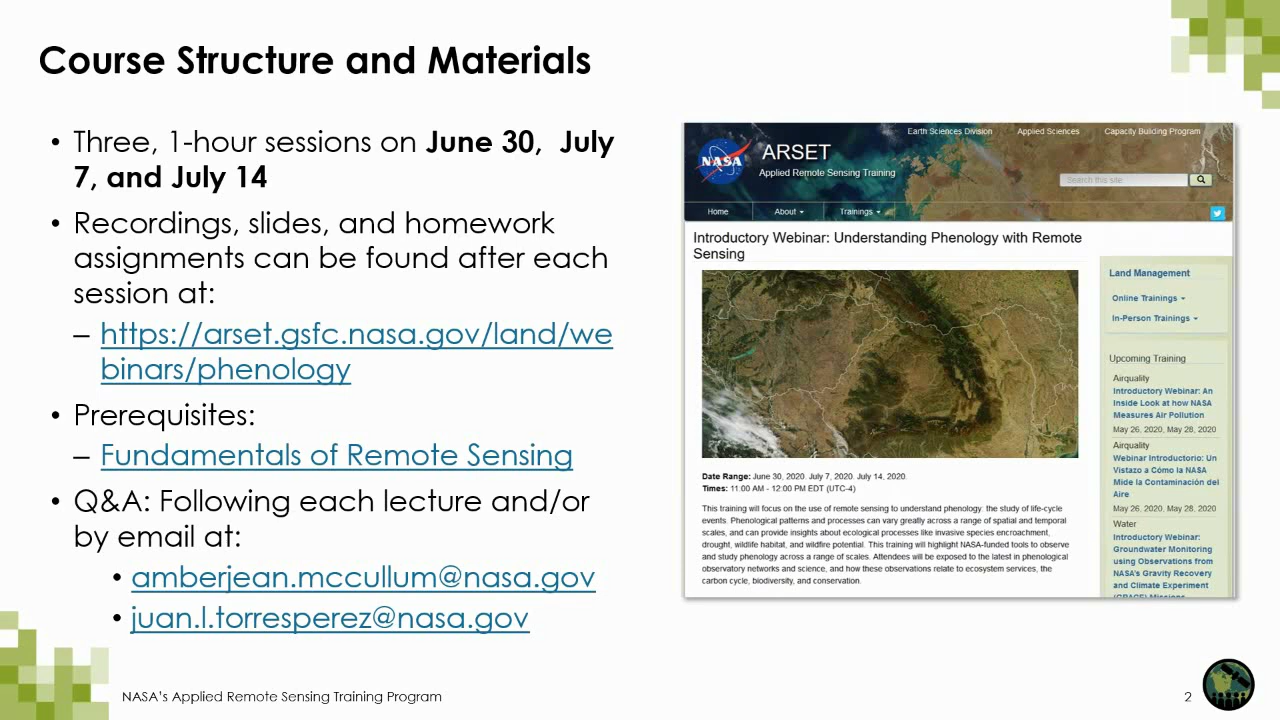 Course Structure and Materials
• Three, 1-hour sessions on June 30, July
7, and July 14
• Recordings, slides, and homework
assignments can be found after each
session at:
– https://arset.gsfc.nasa.gov/land/we
binars/phenology
• Prerequisites:
– Fundamentals of Remote Sensing
• Q&A: Following each lecture and/or
by email at:
• amberjean.mccullum@nasa.gov
• juan.l.torresperez@nasa.gov
Earth Sciences Division Applied Sciences Capacity Building Program
NASA
ARSET
Applied Remote Sensing Training
Search this site
Home About Trainings
Introductory Webinar: Understanding Phenology with Remote
Sensing
Date Range: June 30, 2020. July 7, 2020. July 14, 2020.
Times: 11:00 AM - 12:00 PM EDT (UTC-4)
This training will focus on the use of remote sensing to understand phenology: the study of life-cycle
events. Phenological patterns and processes can vary greatly across a range of spatial and temporal
scales, and can provide insights about ecological processes like invasive species encroachment,
drought, wildlife habitat, and wildfire potential. This training will highlight NASA-funded tools to observe
and study phenology across a range of scales. Attendees will be exposed to the latest in phenological
observatory networks and science, and how these observations relate to ecosystem services, the
carbon cycle, biodiversity, and conservation.
Land Management
Online Trainings
In-Person Trainings
Upcoming Training
Airquality
Introductory Webinar: An
Inside Look at how NASA
Measures Air Pollution
May 26, 2020, May 28, 2020
Airquality
Webinar Introductorio: Un
Vistazo a Cómo la NASA
Mide la Contaminación del
Aire
May 26, 2020, May 28, 2020
Water
Introductory Webinar:
Groundwater Monitoring
using Observations from
NASA's Gravity Recovery
and Climate Experiment
(GRACE) Missions
NASA's Applied Remote Sensing Training Program
2